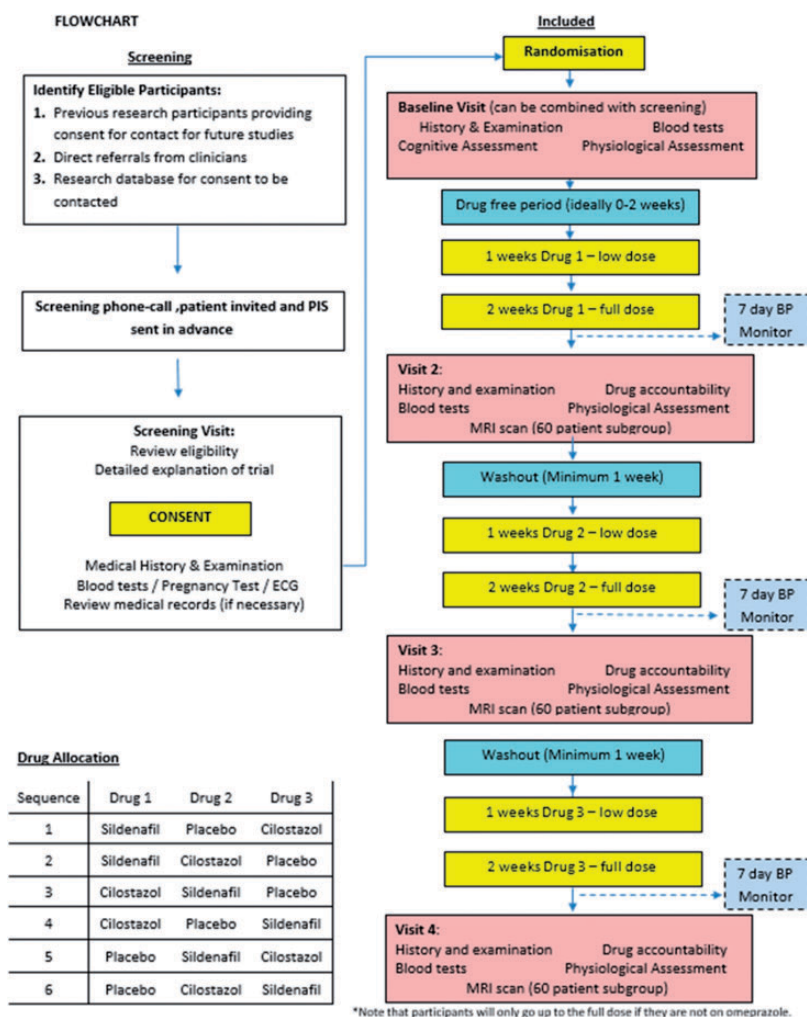 FLOWCHART
Screening
Identify Eligible Participants:
1. Previous research participants providing
consent for contact for future studies
2. Direct referrals from clinicians
3. Research database for consent to be
contacted
Screening phone-call ,patient invited and PIS
sent in advance
Screening Visit:
Review eligibility
Detailed explanation of trial
CONSENT
Medical History & Examination
Blood tests / Pregnancy Test / ECG
Review medical records (if necessary)
Included
Randomisation
Baseline Visit (can be combined with screening)
History & Examination Blood tests
Cognitive Assessment Physiological Assessment
Drug free period (ideally 0-2 weeks)
1 weeks Drug 1 – low dose
2 weeks Drug 1 – full dose
7 day BP
Monitor
Visit 2:
History and examination Drug accountability
Blood tests Physiological Assessment
MRI scan (60 patient subgroup)
Washout (Minimum 1 week)
1 weeks Drug 2 – low dose
2 weeks Drug 2 – full dose
7 day BP
Monitor
Visit 3:
History and examination Drug accountability
Blood tests Physiological Assessment
MRI scan (60 patient subgroup)
Washout (Minimum 1 week)
1 weeks Drug 3 – low dose
2 weeks Drug 3 – full dose
7 day BP
Monitor
Visit 4:
History and examination Drug accountability
Blood tests Physiological Assessment
MRI scan (60 patient subgroup)
Drug Allocation
Sequence Drug 1 Drug 2 Drug 3
1 Sildenafil Placebo Cilostazol
2 Sildenafil Cilostazol Placebo
3 Cilostazol Sildenafil Placebo
4 Cilostazol Placebo Sildenafil
5 Placebo Sildenafil Cilostazol
6 Placebo Cilostazol Sildenafil
*Note that participants will only go up to the full dose if they are not on omeprazole.